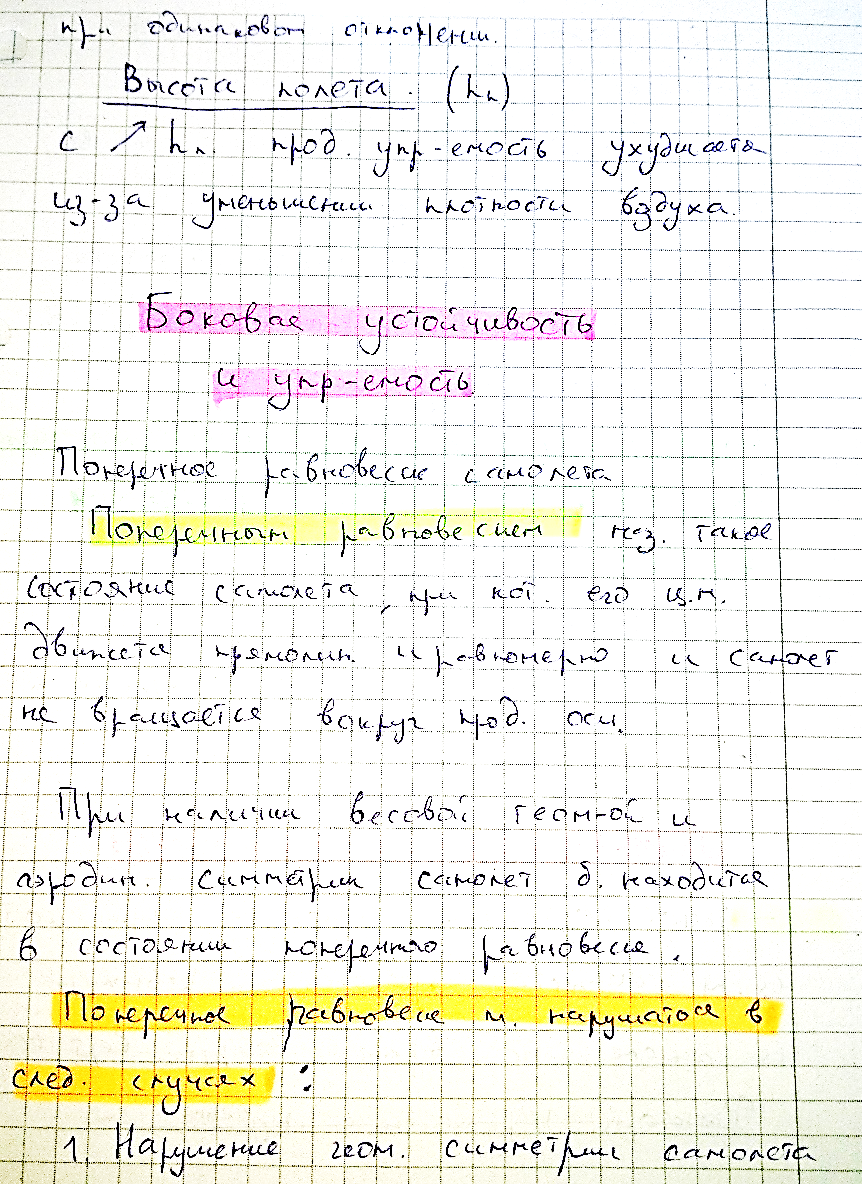 при одинаковом отклонении.
Высота полета. (hп)
с ↗ hп. прод. упр-емость ухудшается
из-за уменьшении плотности воздуха.
Боковая устойчивость
и упр-емость
Поперечное равновесие самолета
Поперечным равновесием наз. такое
состояние самолета, при кот. его ц.т.
движется прямолин. и равномерно и самолет
не вращается вокруг прод. оси.
При наличии весовой геом-ой и
аэродин. симметрии самолет б. находится
в состоянии поперечного равновесия.
Поперечное равновесие м. нарушатся в
след. случаях :
1. Нарушение геом. симметрии самолета